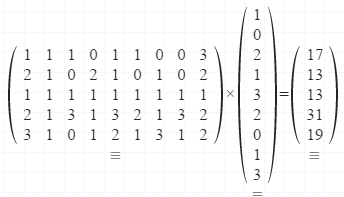 ( 1 1 1 0 1 1 0 0 3 ) × ( 1 ) = ( 17 )
( 2 1 0 2 1 0 1 0 2 ) ( 0 ) ( 13 )
( 1 1 1 1 1 1 1 1 1 ) ( 2 ) ( 13 )
( 2 1 3 1 3 2 1 3 2 ) ( 1 ) ( 31 )
( 3 1 0 1 2 1 3 1 2 ) ( 3 ) ( 19 )
( 2 )
( 0 )
( 1 )
( 3 )